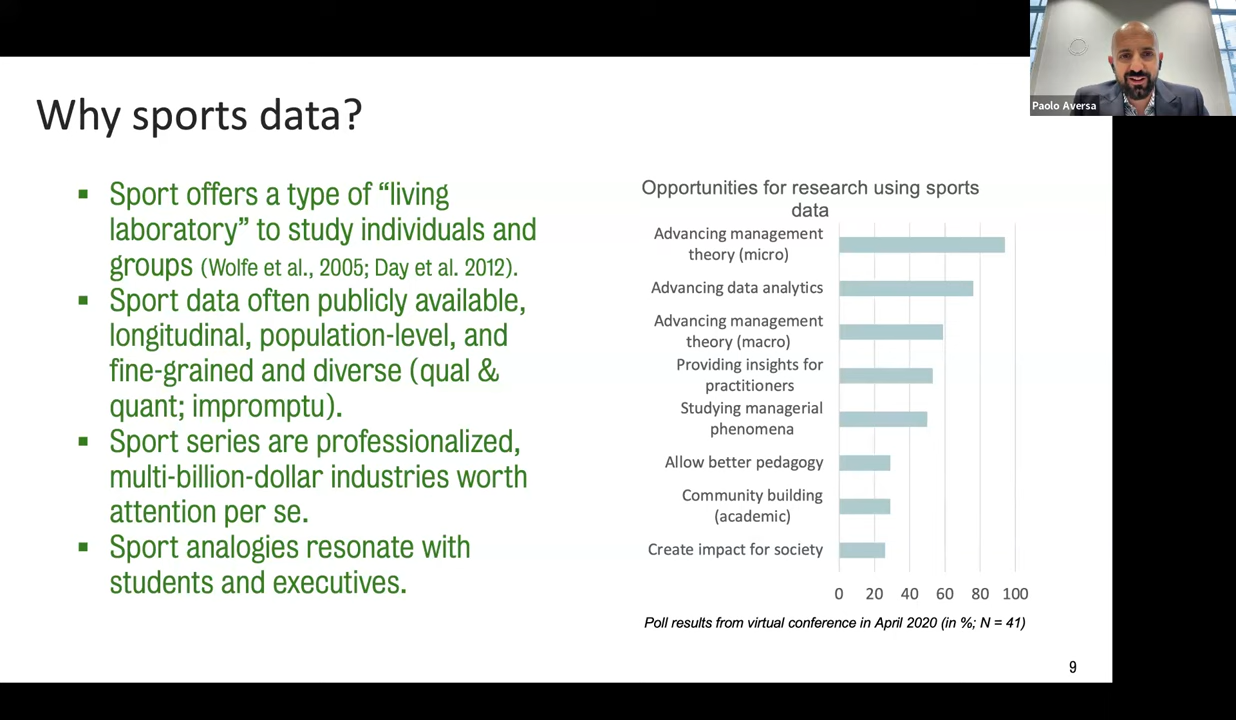 Paolo Aversa
Why sports data?
▪ Sport offers a type of “living
laboratory” to study individuals and
groups (Wolfe et al., 2005; Day et al. 2012).
▪ Sport data often publicly available,
longitudinal, population-level, and
fine-grained and diverse (qual &
quant; impromptu).
▪ Sport series are professionalized,
multi-billion-dollar industries worth
attention per se.
▪ Sport analogies resonate with
students and executives.
Opportunities for research using sports
data
Advancing management
theory (micro)
Advancing data analytics
Advancing management
theory (macro)
Providing insights for
practitioners
Studying managerial
phenomena
Allow better pedagogy
Community building
(academic)
Create impact for society
0 20 40 60 80 100
Poll results from virtual conference in April 2020 (in %; N = 41)
9